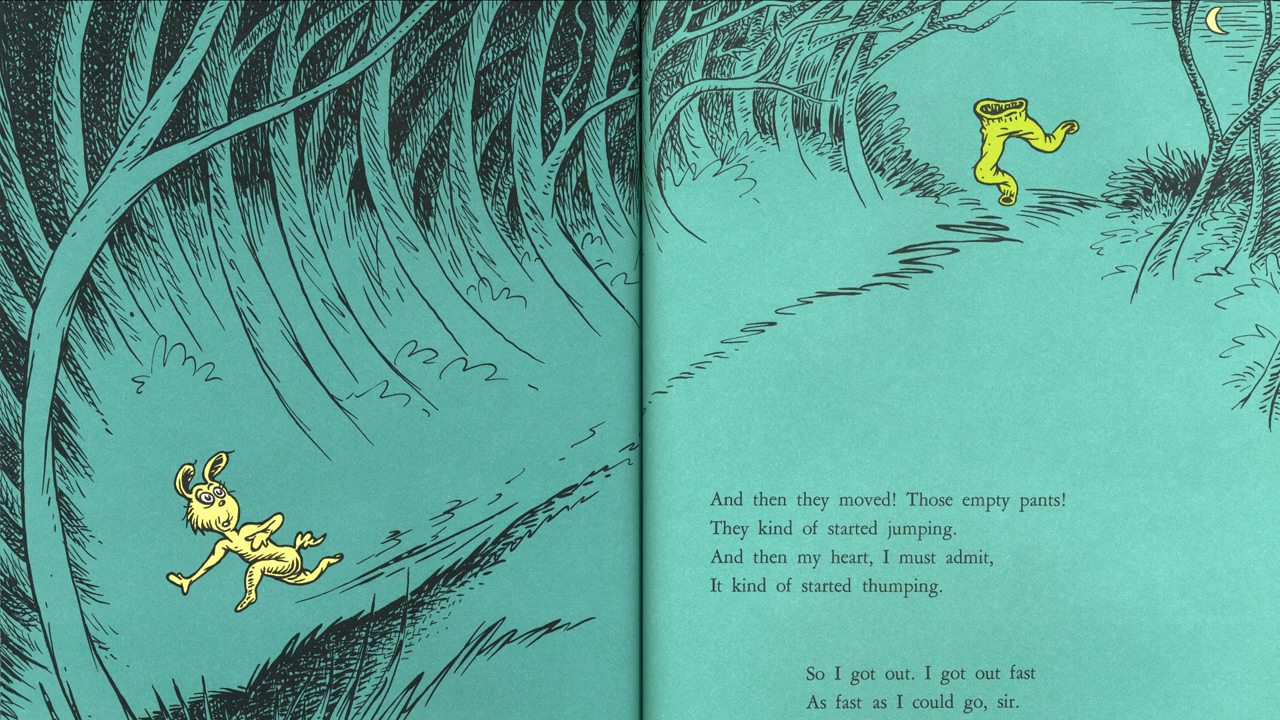 And then they moved! Those empty pants!
They kind of started jumping.
And then my heart, I must admit,
It kind of started thumping.
So I got out. I got out fast
As fast as I could go, sir.